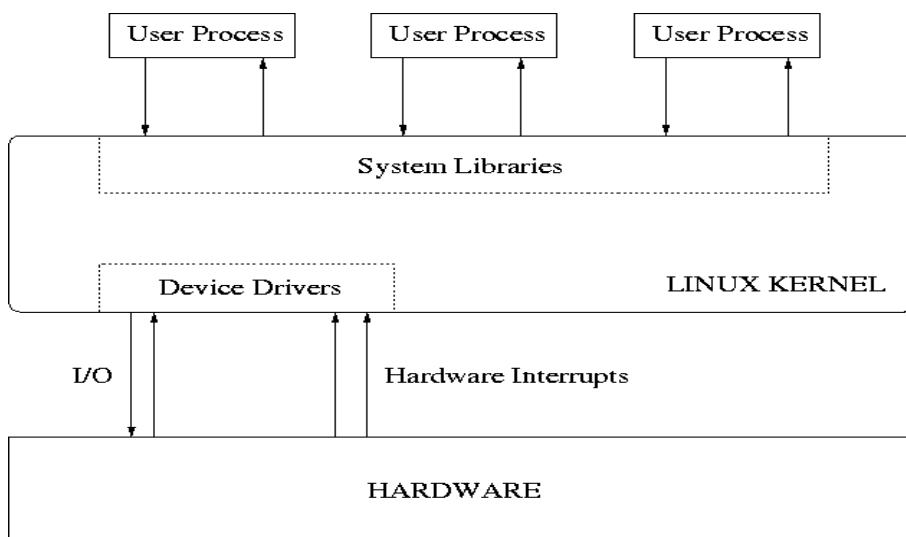 User Process
User Process
User Process
System Libraries
Device Drivers
LINUX KERNEL
I/O
Hardware Interrupts
HARDWARE